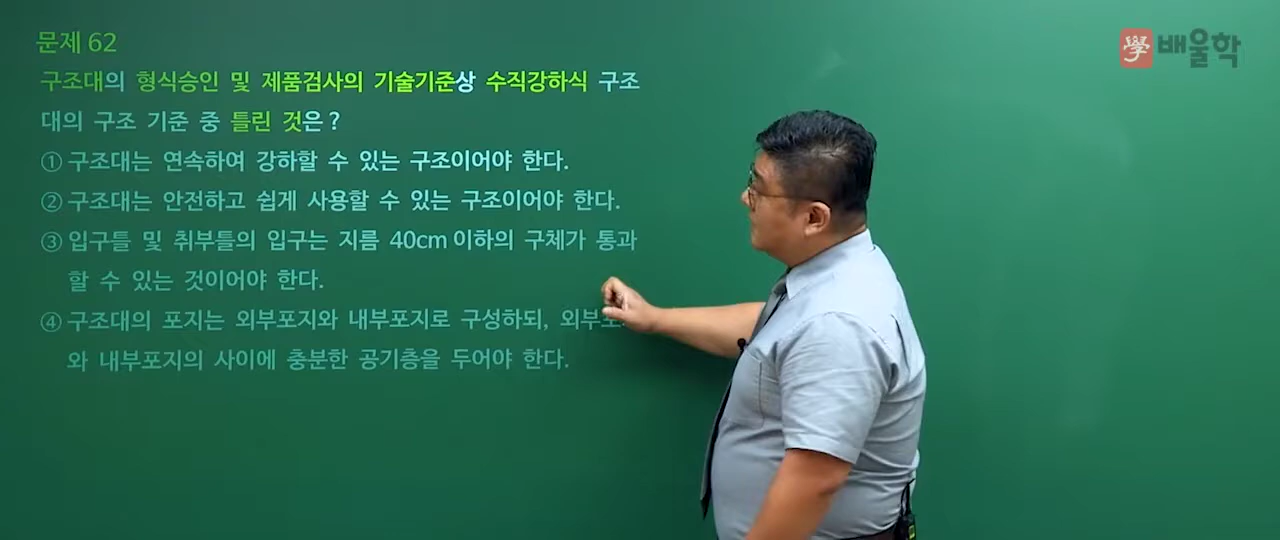 學 배울학
문제 62
구조대의 형식승인 및 제품검사의 기술기준상 수직강하식 구조
대의 구조 기준 중 틀린 것은?
① 구조대는 연속하여 강하할 수 있는 구조이어야 한다.
② 구조대는 안전하고 쉽게 사용할 수 있는 구조이어야 한다.
③ 입구틀 및 취부틀의 입구는 지름 40cm 이하의 구체가 통과
할 수 있는 것이어야 한다.
④ 구조대의 포지는 외부포지와 내부포지로 구성하되,
와 내부포지의 사이에 충분한 공기층을 두어야 한다.